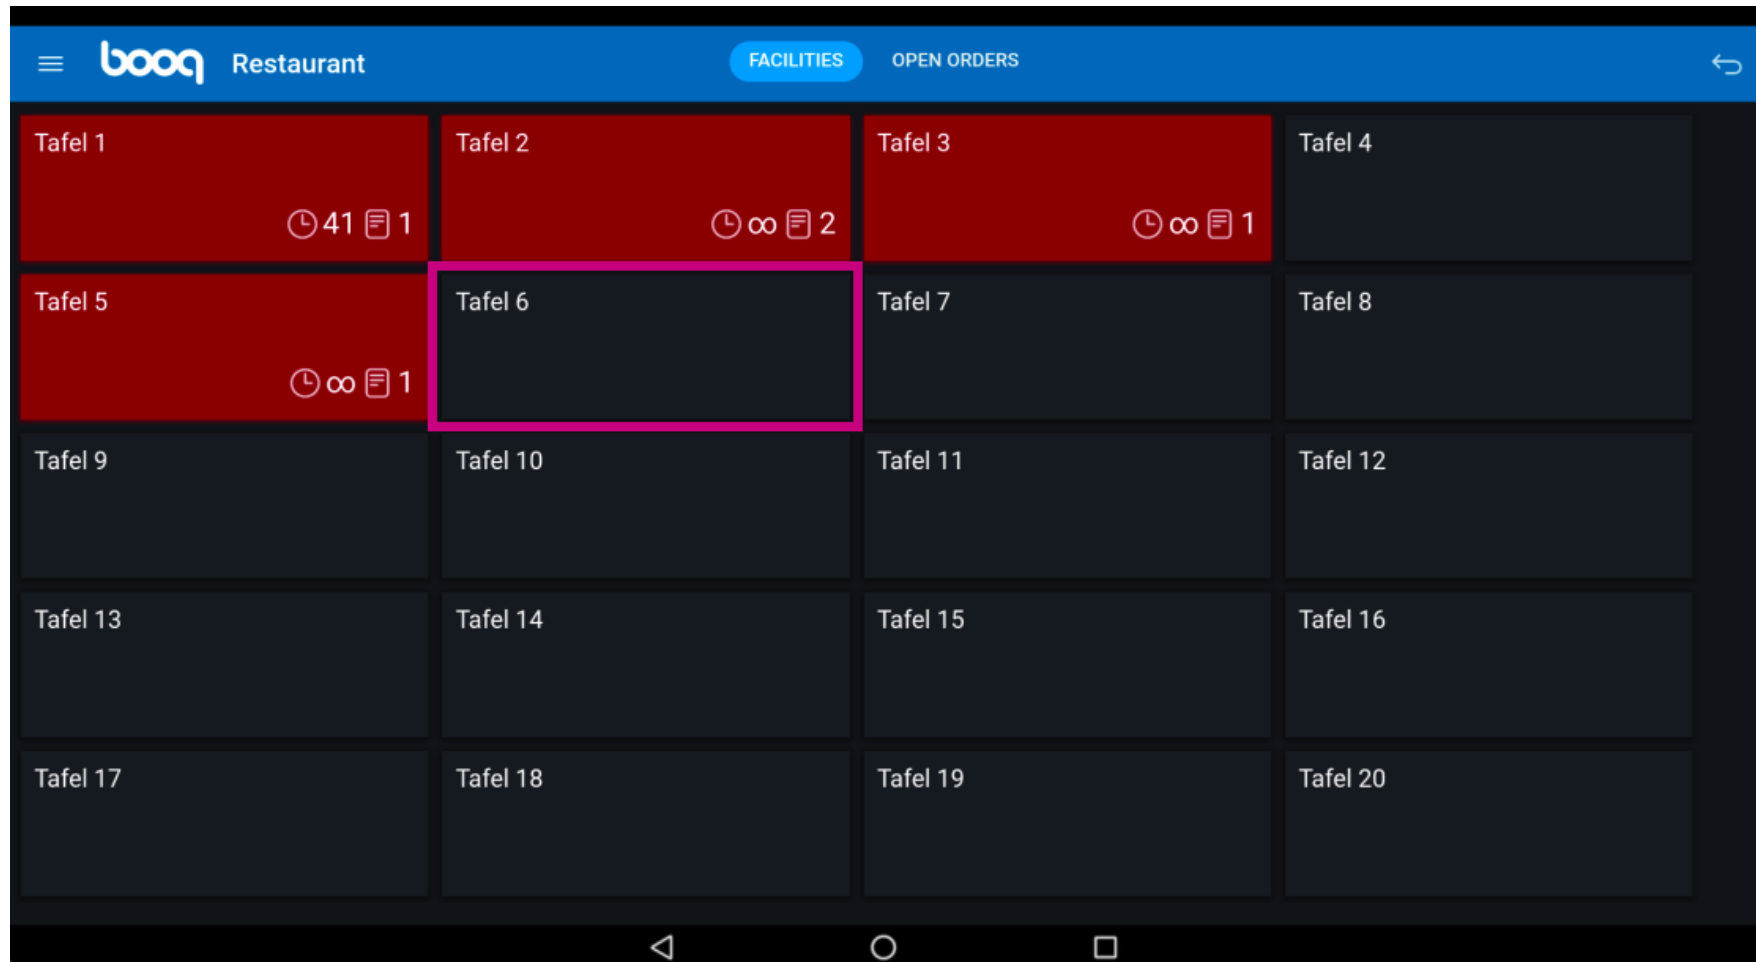 booq Restaurant FACILITIES OPEN ORDERS
Tafel 1 Tafel 2 Tafel 3 Tafel 4
41 1 ∞ 2 ∞ 1
Tafel 5 Tafel 6 Tafel 7 Tafel 8
∞ 1
Tafel 9 Tafel 10 Tafel 11 Tafel 12
Tafel 13 Tafel 14 Tafel 15 Tafel 16
Tafel 17 Tafel 18 Tafel 19 Tafel 20